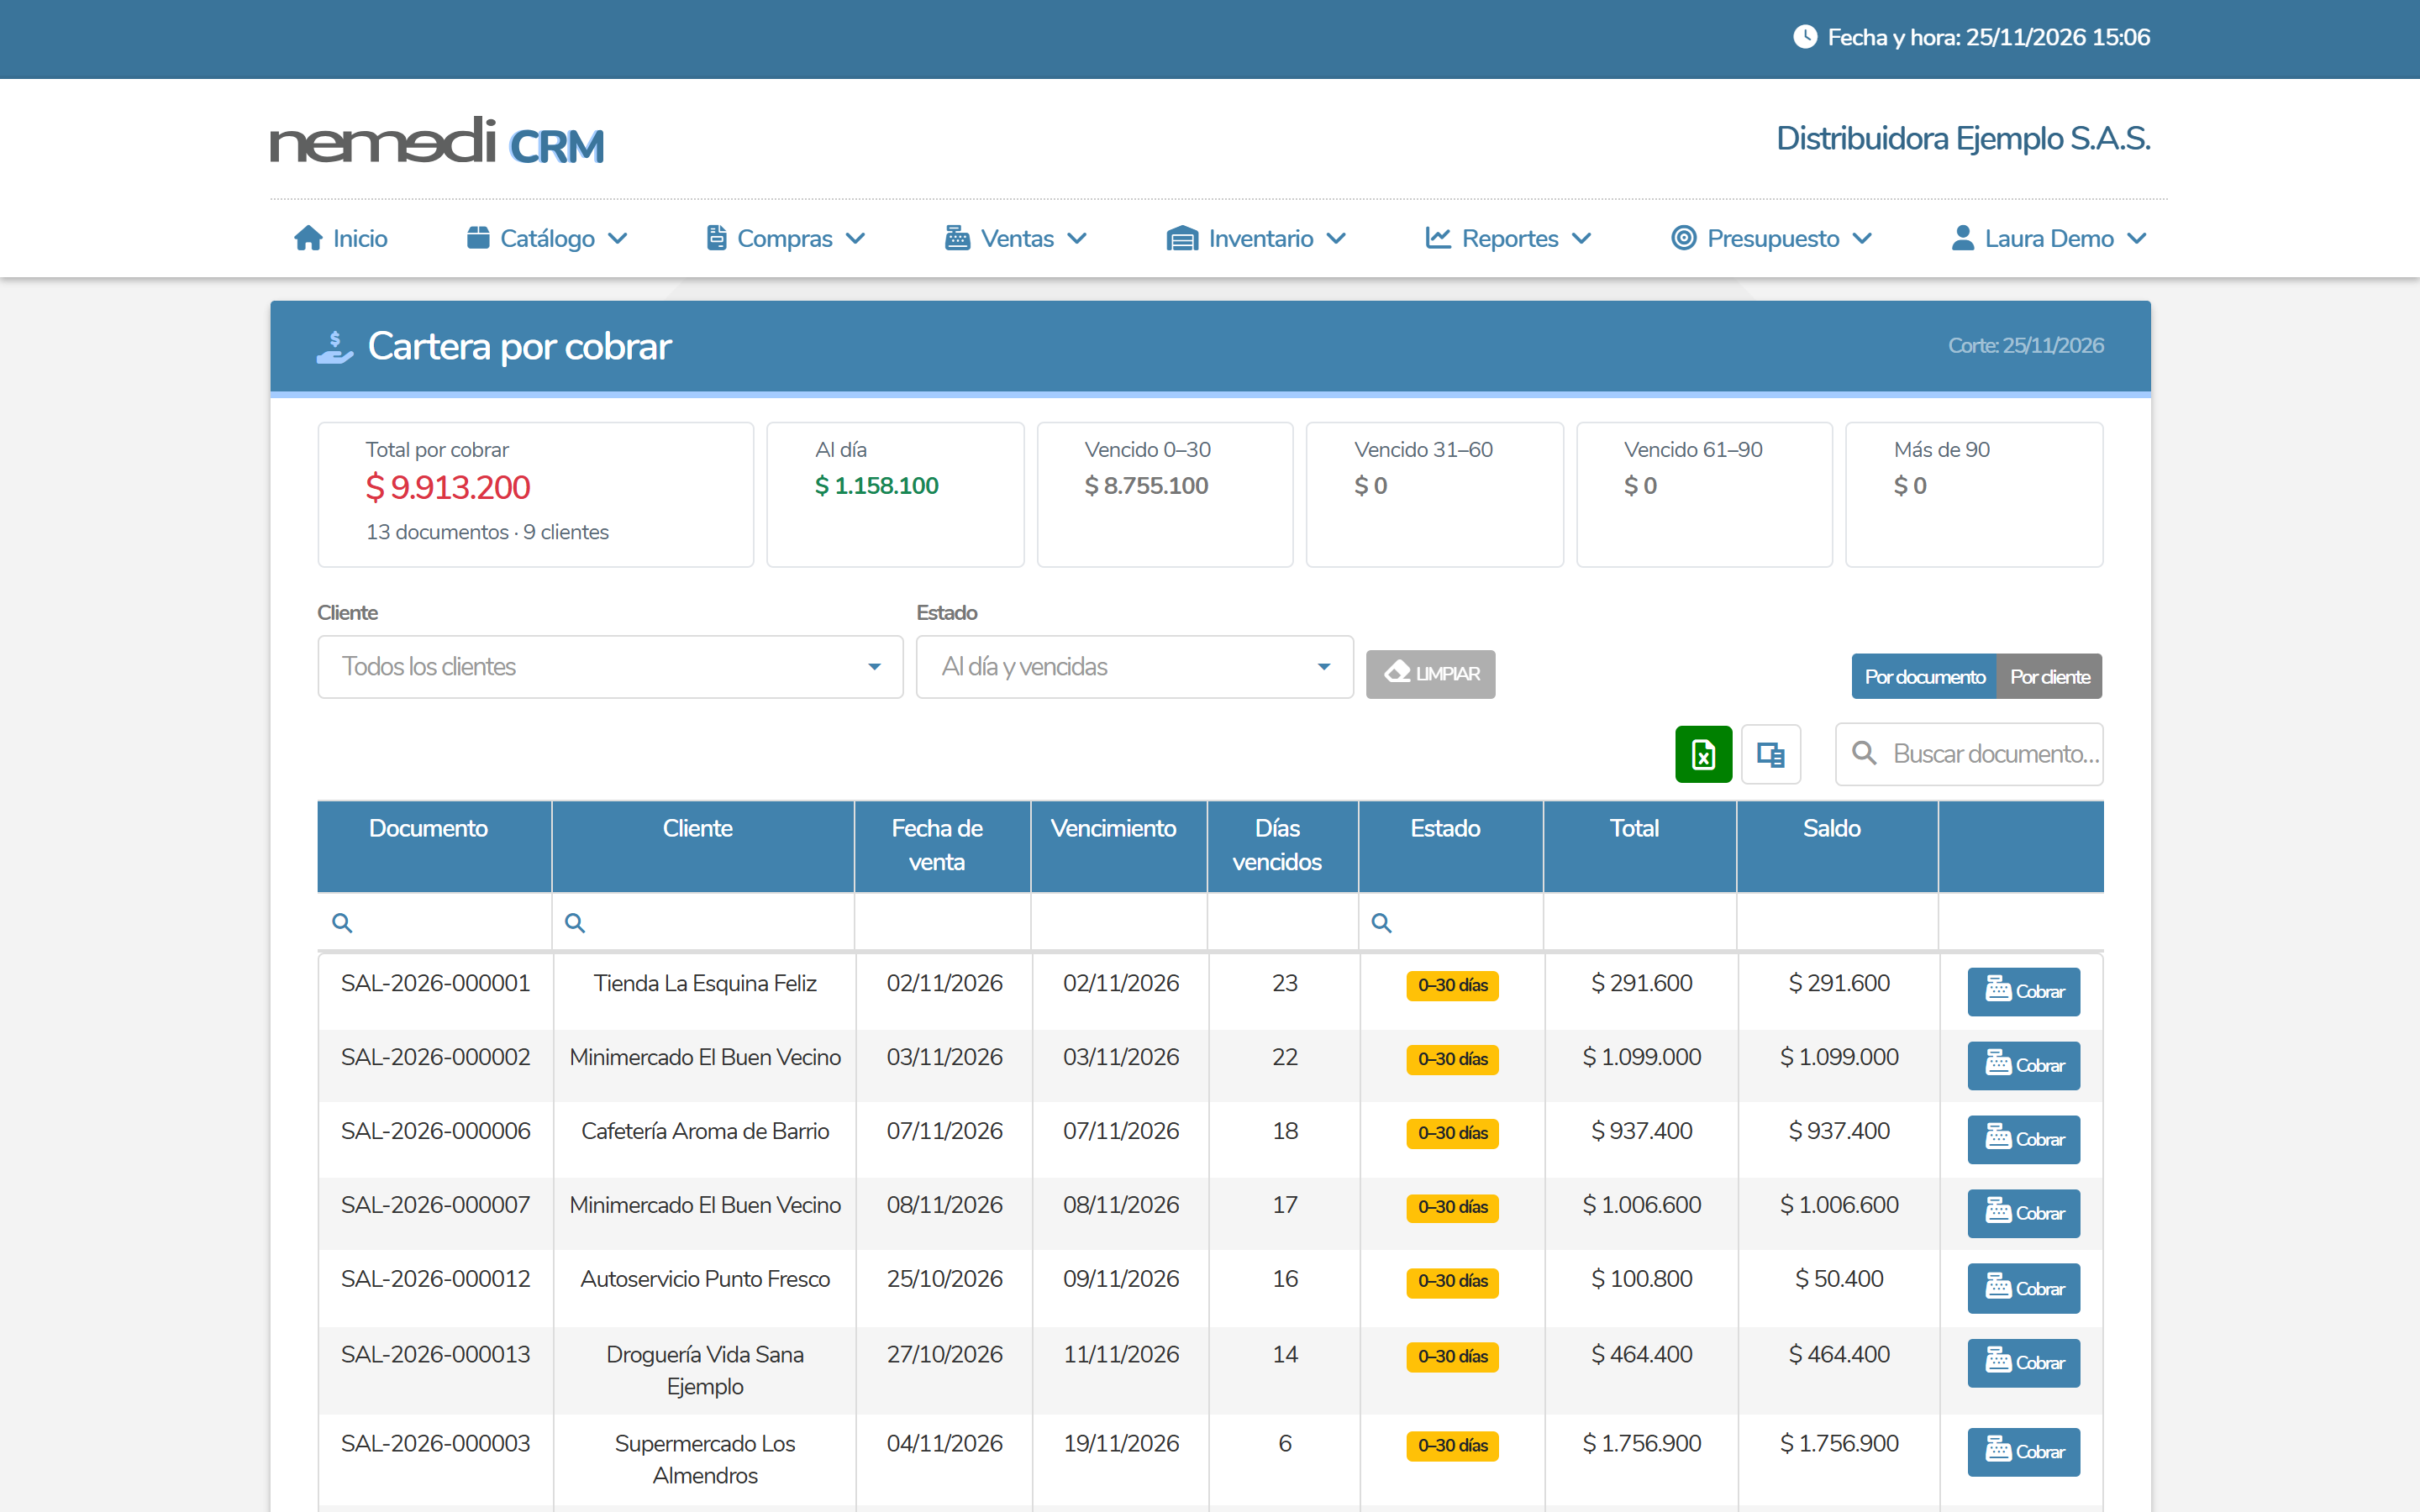 Fecha y hora: 25/11/2026 15:06
nemedi CRM
Distribuidora Ejemplo S.A.S.
Inicio Catálogo Compras Ventas Inventario Reportes Presupuesto Laura Demo
Cartera por cobrar
Corte: 25/11/2026
Total por cobrar Al día Vencido 0–30 Vencido 31–60 Vencido 61–90 Más de 90
$ 9.913.200 $ 1.158.100 $ 8.755.100 $ 0 $ 0 $ 0
13 documentos · 9 clientes
Cliente Estado
Todos los clientes Al día y vencidas LIMPIAR Por documento Por cliente
Buscar documento...
Documento Cliente Fecha de venta Vencimiento Días vencidos Estado Total Saldo
SAL-2026-000001 Tienda La Esquina Feliz 02/11/2026 02/11/2026 23 0–30 días $ 291.600 $ 291.600 Cobrar
SAL-2026-000002 Minimercado El Buen Vecino 03/11/2026 03/11/2026 22 0–30 días $ 1.099.000 $ 1.099.000 Cobrar
SAL-2026-000006 Cafetería Aroma de Barrio 07/11/2026 07/11/2026 18 0–30 días $ 937.400 $ 937.400 Cobrar
SAL-2026-000007 Minimercado El Buen Vecino 08/11/2026 08/11/2026 17 0–30 días $ 1.006.600 $ 1.006.600 Cobrar
SAL-2026-000012 Autoservicio Punto Fresco 25/10/2026 09/11/2026 16 0–30 días $ 100.800 $ 50.400 Cobrar
SAL-2026-000013 Droguería Vida Sana Ejemplo 27/10/2026 11/11/2026 14 0–30 días $ 464.400 $ 464.400 Cobrar
SAL-2026-000003 Supermercado Los Almendros 04/11/2026 19/11/2026 6 0–30 días $ 1.756.900 $ 1.756.900 Cobrar